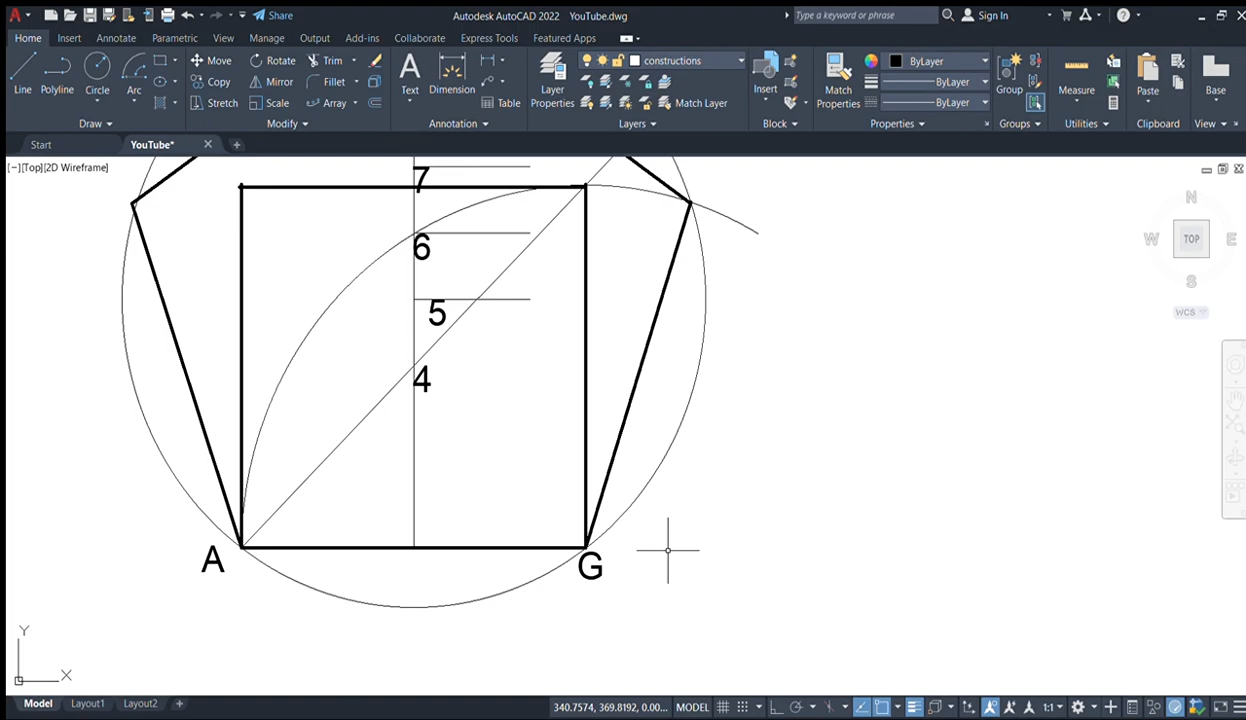 Share
Autodesk AutoCAD 2022 YouTube.dwg
Type a keyword or phrase
Sign In
Home Insert Annotate Parametric View Manage Output Add-ins Collaborate Express Tools Featured Apps
Line Polyline Circle Arc
Move Rotate Trim
Copy Mirror Fillet
Stretch Scale Array
Text Dimension
Table
Layer Properties
constructions
Match Layer
Insert
Match Properties
ByLayer
ByLayer
ByLayer
Group
Measure
Paste
Base
Draw Modify Annotation Layers Block Properties Groups Utilities Clipboard View
Start YouTube*
[−][Top][2D Wireframe]
7
6
5
4
A
G
N
W TOP E
S
WCS
Y
X
Model Layout1 Layout2
340.7574, 369.8192, 0.00... MODEL 1:1